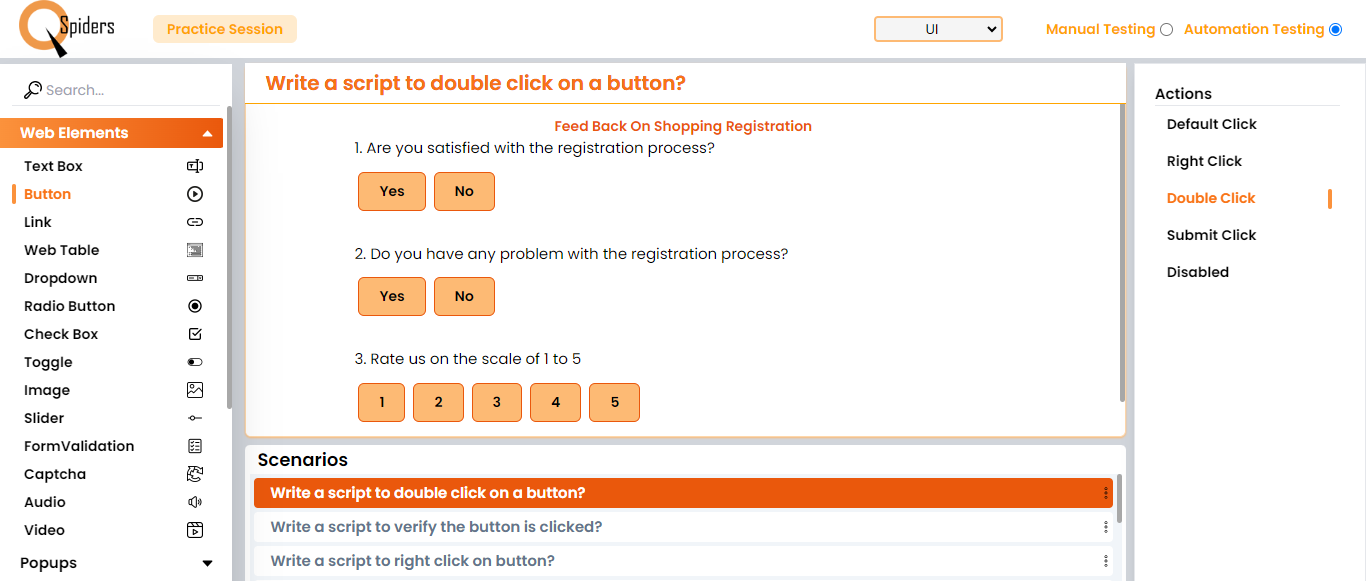 QSpiders
Practice Session
UI
Manual Testing
Automation Testing
Search...
Web Elements
Text Box
Button
Link
Web Table
Dropdown
Radio Button
Check Box
Toggle
Image
Slider
FormValidation
Captcha
Audio
Video
Popups
Write a script to double click on a button?
Feed Back On Shopping Registration
1. Are you satisfied with the registration process?
Yes No
2. Do you have any problem with the registration process?
Yes No
3. Rate us on the scale of 1 to 5
1 2 3 4 5
Scenarios
Write a script to double click on a button?
Write a script to verify the button is clicked?
Write a script to right click on button?
Actions
Default Click
Right Click
Double Click
Submit Click
Disabled